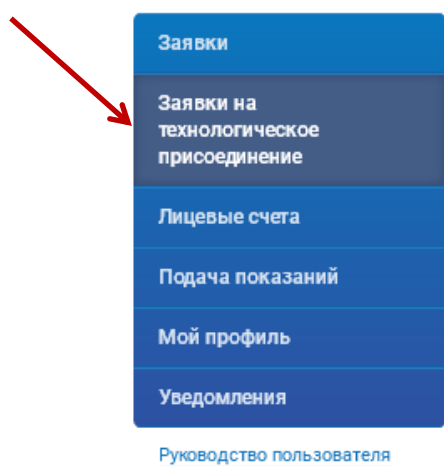 Заявки
Заявки на
технологическое
присоединение
Лицевые счета
Подача показаний
Мой профиль
Уведомления
Руководство пользователя